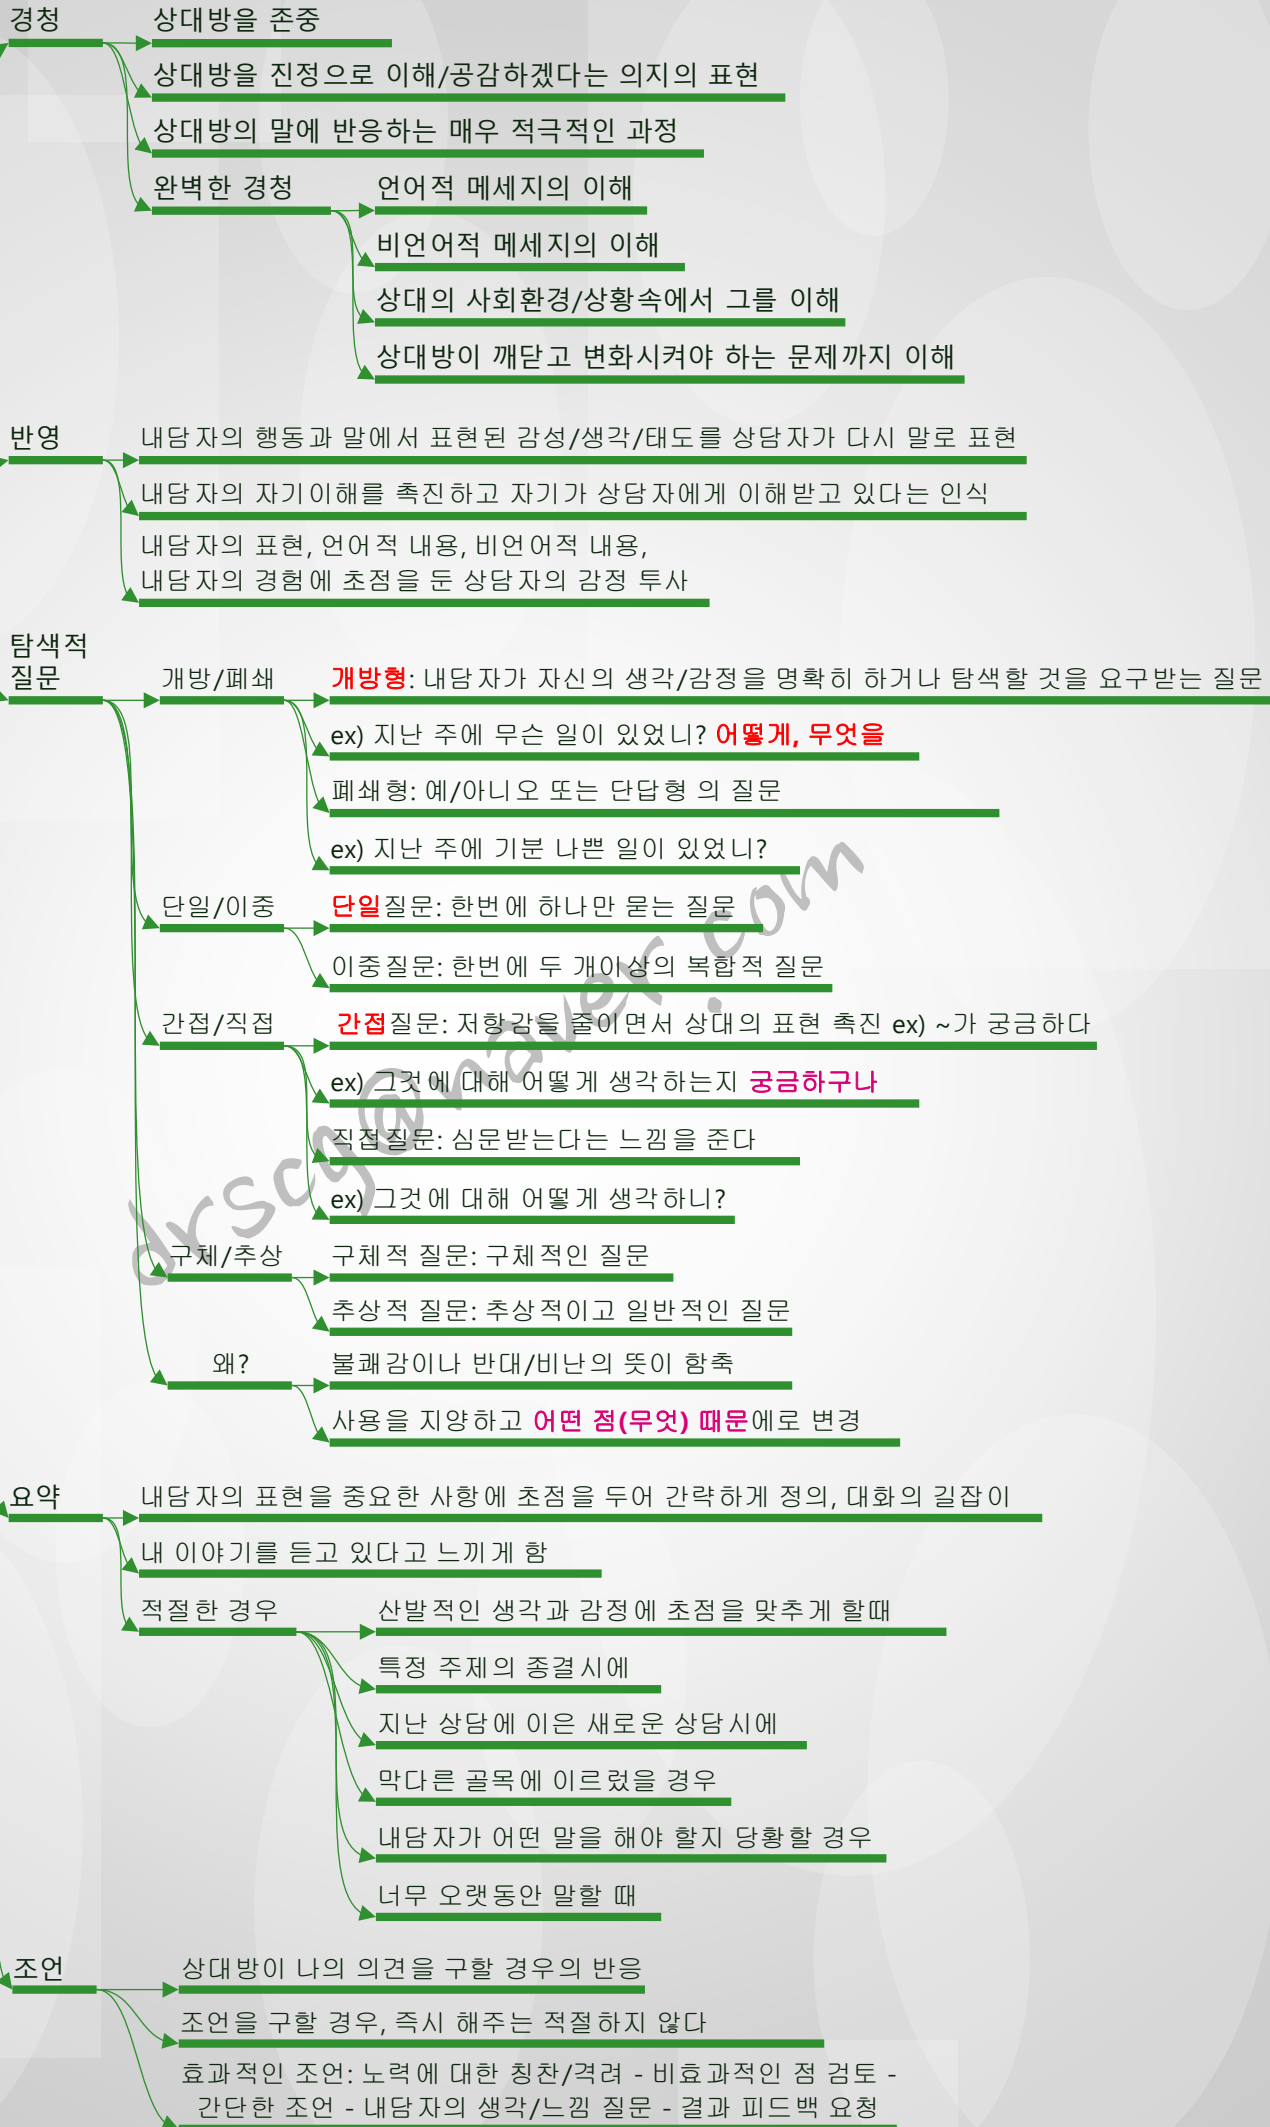 경청
상대방을 존중
상대방을 진정으로 이해/공감하겠다는 의지의 표현
상대방의 말에 반응하는 매우 적극적인 과정
완벽한 경청
언어적 메세지의 이해
비언어적 메세지의 이해
상대의 사회환경/상황속에서 그를 이해
상대방이 깨닫고 변화시켜야 하는 문제까지 이해
반영
내담자의 행동과 말에서 표현된 감성/생각/태도를 상담자가 다시 말로 표현
내담자의 자기이해를 촉진하고 자기가 상담자에게 이해받고 있다는 인식
내담자의 표현, 언어적 내용, 비언어적 내용,
내담자의 경험에 초점을 둔 상담자의 감정 투사
탐색적
질문
개방/폐쇄
개방형: 내담자가 자신의 생각/감정을 명확히 하거나 탐색할 것을 요구받는 질문
ex) 지난 주에 무슨 일이 있었니? 어떻게, 무엇을
폐쇄형: 예/아니오 또는 단답형 의 질문
ex) 지난 주에 기분 나쁜 일이 있었니?
단일/이중
단일질문: 한번에 하나만 묻는 질문
이중질문: 한번에 두 개이상의 복합적 질문
간접/직접
간접질문: 저항감을 줄이면서 상대의 표현 촉진 ex) ~가 궁금하다
ex) 그것에 대해 어떻게 생각하는지 궁금하구나
직접질문: 심문받는다는 느낌을 준다
ex) 그것에 대해 어떻게 생각하니?
구체/추상
구체적 질문: 구체적인 질문
추상적 질문: 추상적이고 일반적인 질문
왜?
불쾌감이나 반대/비난의 뜻이 함축
사용을 지양하고 어떤 점(무엇) 때문에로 변경
요약
내담자의 표현을 중요한 사항에 초점을 두어 간략하게 정의, 대화의 길잡이
내 이야기를 듣고 있다고 느끼게 함
적절한 경우
산발적인 생각과 감정에 초점을 맞추게 할때
특정 주제의 종결시에
지난 상담에 이은 새로운 상담시에
막다른 골목에 이르렀을 경우
내담자가 어떤 말을 해야 할지 당황할 경우
너무 오랫동안 말할 때
조언
상대방이 나의 의견을 구할 경우의 반응
조언을 구할 경우, 즉시 해주는 적절하지 않다
효과적인 조언: 노력에 대한 칭찬/격려 - 비효과적인 점 검토 -
간단한 조언 - 내담자의 생각/느낌 질문 - 결과 피드백 요청
drscy@naver.com